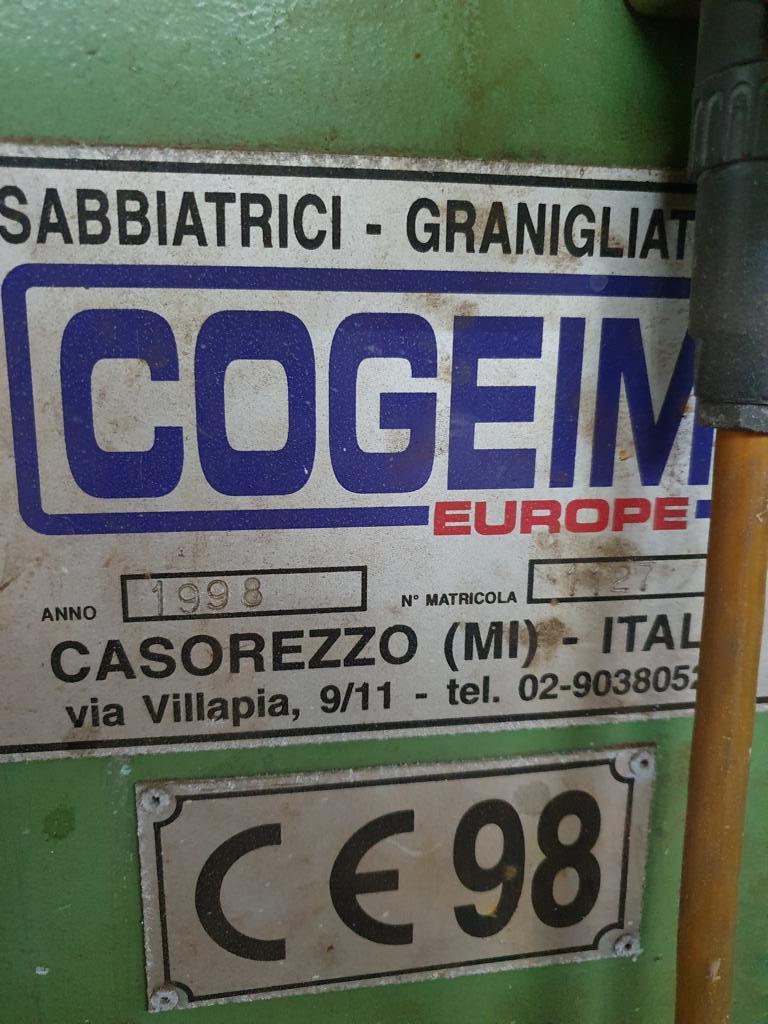 SABBIATRICI - GRANIGLIAT
COGEIM
EUROPE
ANNO 1998 N° MATRICOLA
CASOREZZO (MI) - ITAL
via Villapia, 9/11 - tel. 02-9038052
CE 98